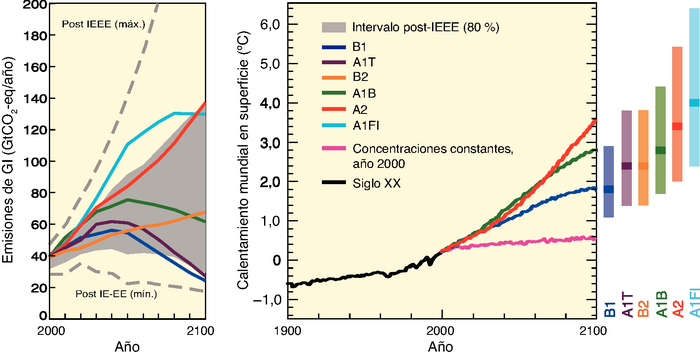 Emisiones de GI (GtCO2-eq/año)
200
180
160
140
120
100
80
60
40
20
0
Post IEEE (máx.)
Post IE-EE (mín.)
2000
2100
Año
Calentamiento mundial en superficie (°C)
6,0
5,0
4,0
3,0
2,0
1,0
0
–1,0
Intervalo post-IEEE (80 %)
B1
A1T
B2
A1B
A2
A1FI
Concentraciones constantes,
año 2000
Siglo XX
1900
2000
2100
Año
B1
A1T
B2
A1B
A2
A1FI